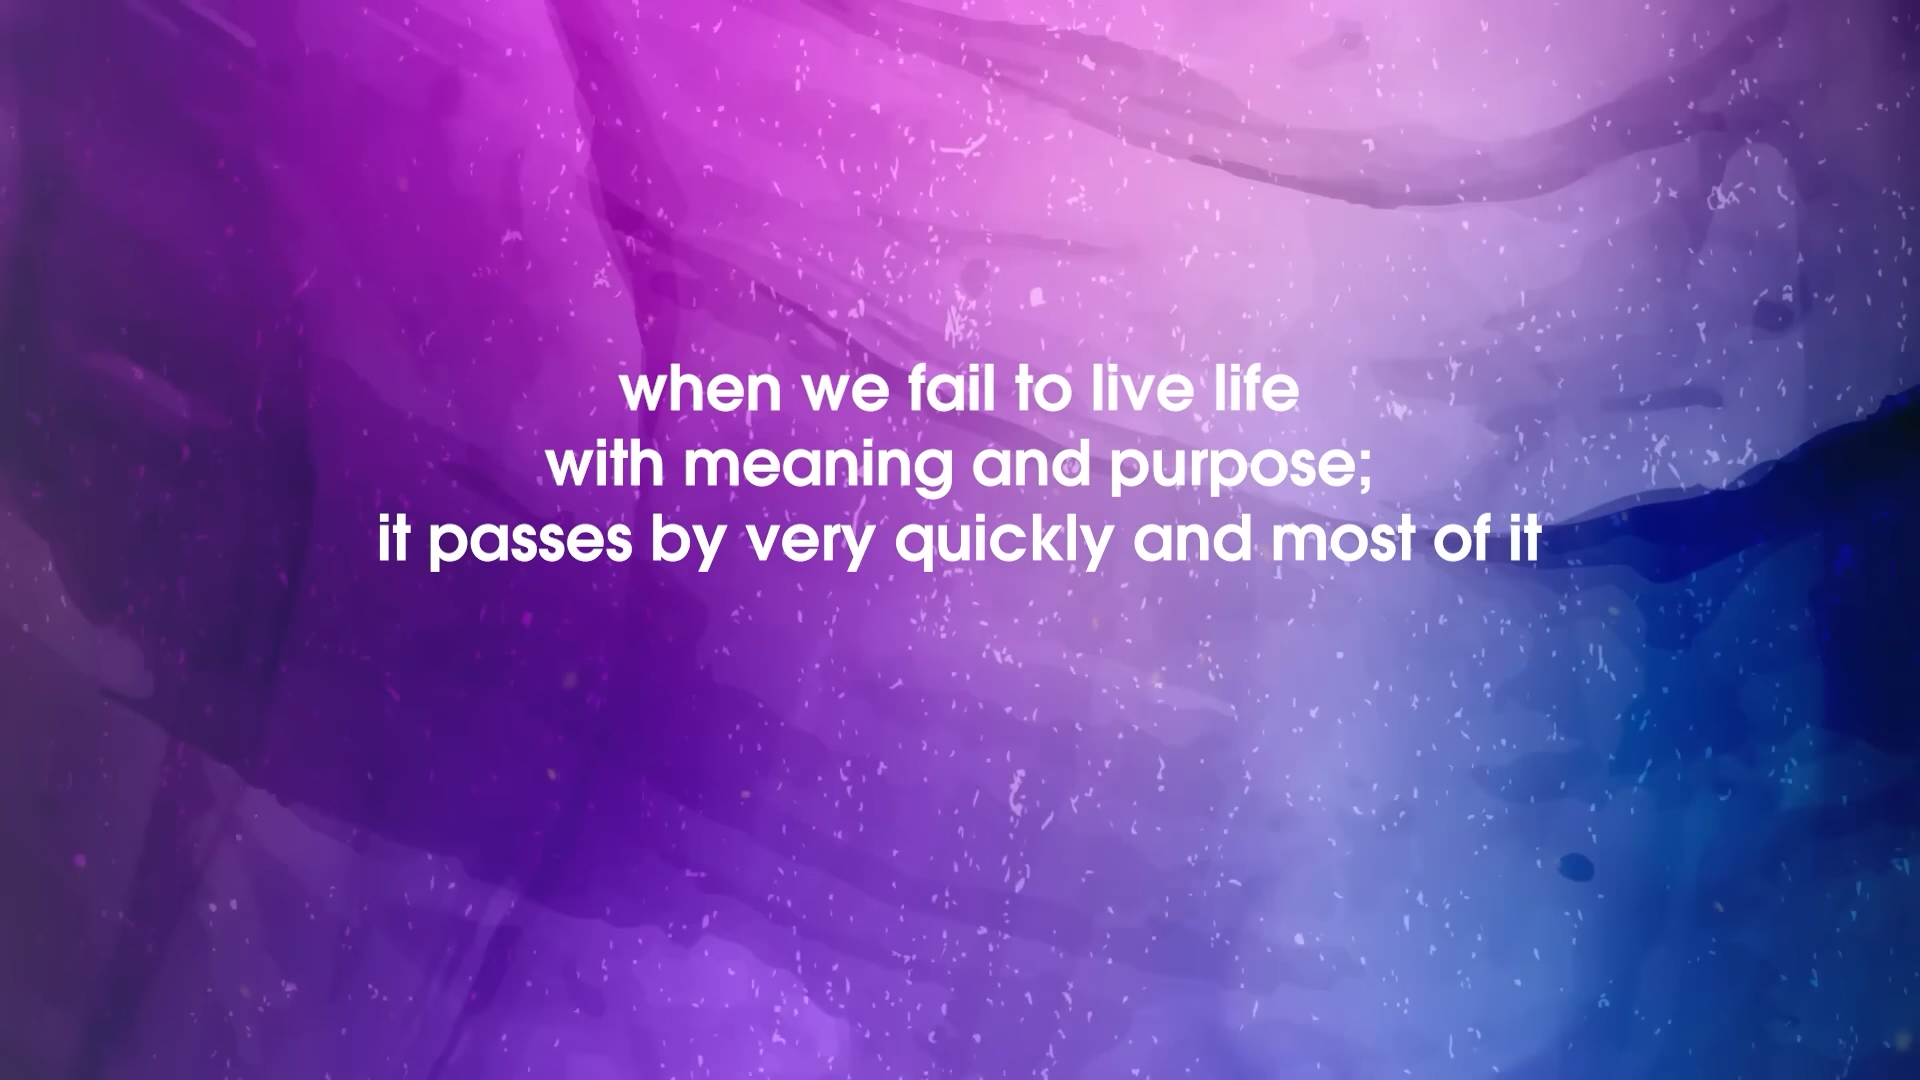 when we fail to live life
with meaning and purpose;
it passes by very quickly and most of it